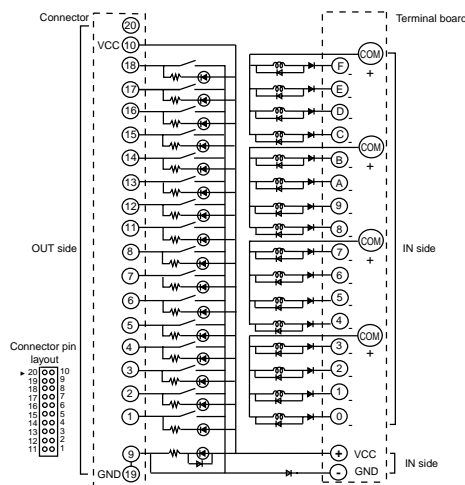 Connector
Terminal board
20
VCC 10
18
17
16
15
14
13
12
11
8
7
6
5
4
3
2
1
9
GND 19
OUT side
COM
+
F -
E -
D -
C -
COM
+
B -
A -
9 -
8 -
COM
+
7 -
6 -
5 -
4 -
COM
+
3 -
2 -
1 -
0 -
IN side
+ VCC
- GND
IN side
Connector pin
layout
20 10
19 9
18 8
17 7
16 6
15 5
14 4
13 3
12 2
11 1